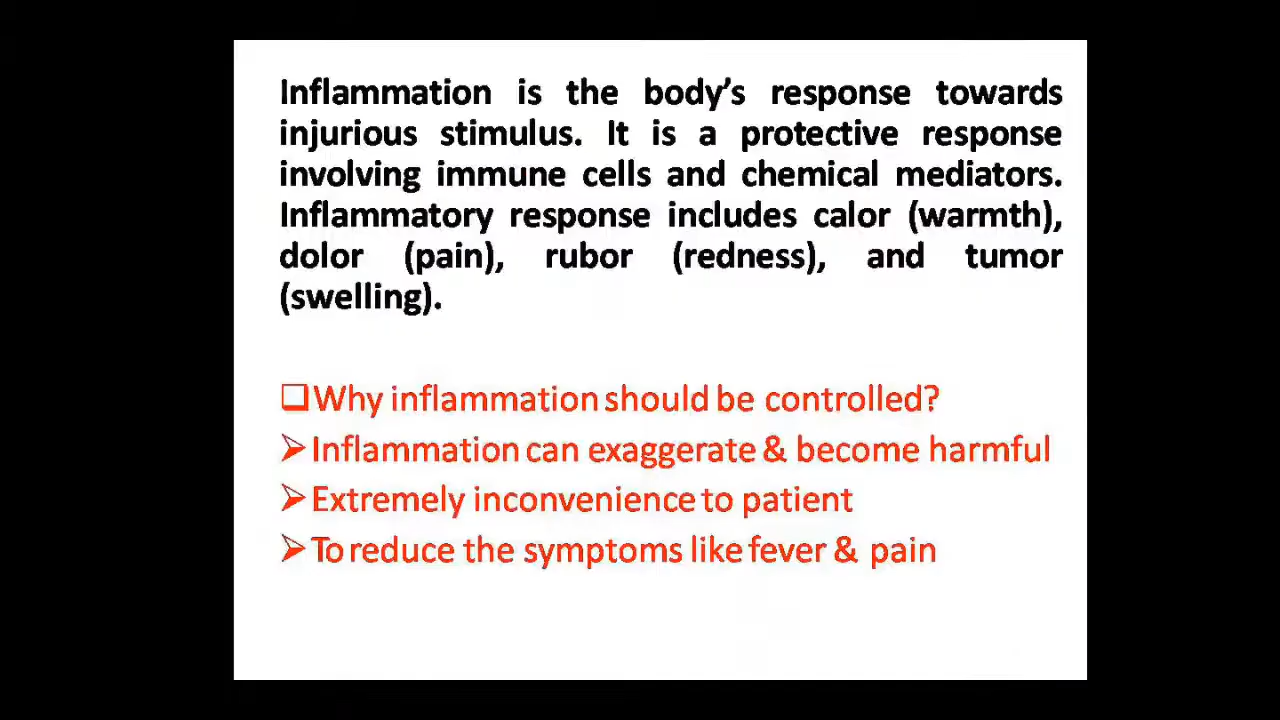 Inflammation is the body’s response towards
injurious stimulus. It is a protective response
involving immune cells and chemical mediators.
Inflammatory response includes calor (warmth),
dolor (pain), rubor (redness), and tumor
(swelling).
❑Why inflammation should be controlled?
➢Inflammation can exaggerate & become harmful
➢Extremely inconvenience to patient
➢To reduce the symptoms like fever & pain